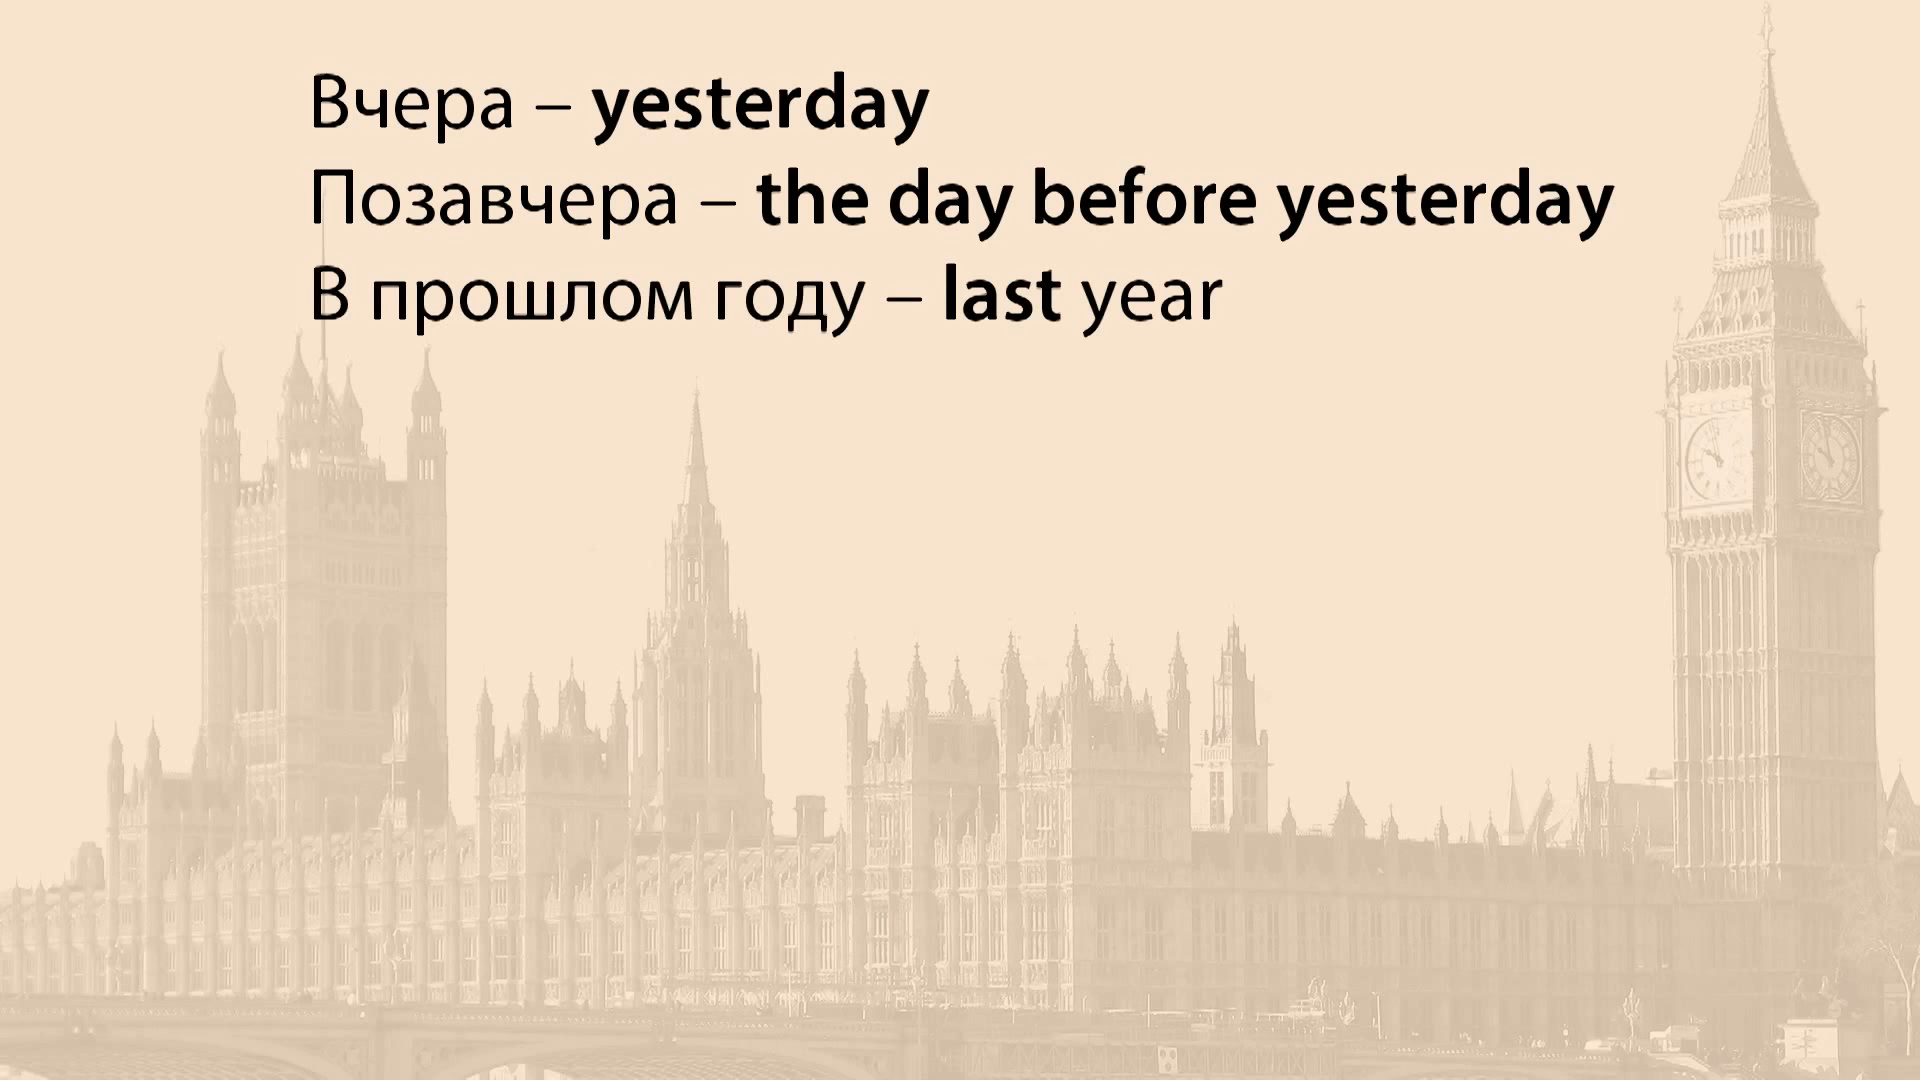 Вчера – yesterday
Позавчера – the day before yesterday
В прошлом году – last year